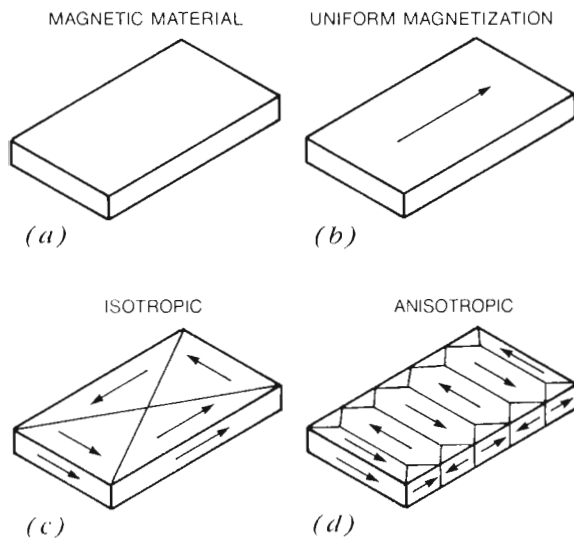 MAGNETIC MATERIAL
UNIFORM MAGNETIZATION
(a)
(b)
ISOTROPIC
ANISOTROPIC
(c)
(d)